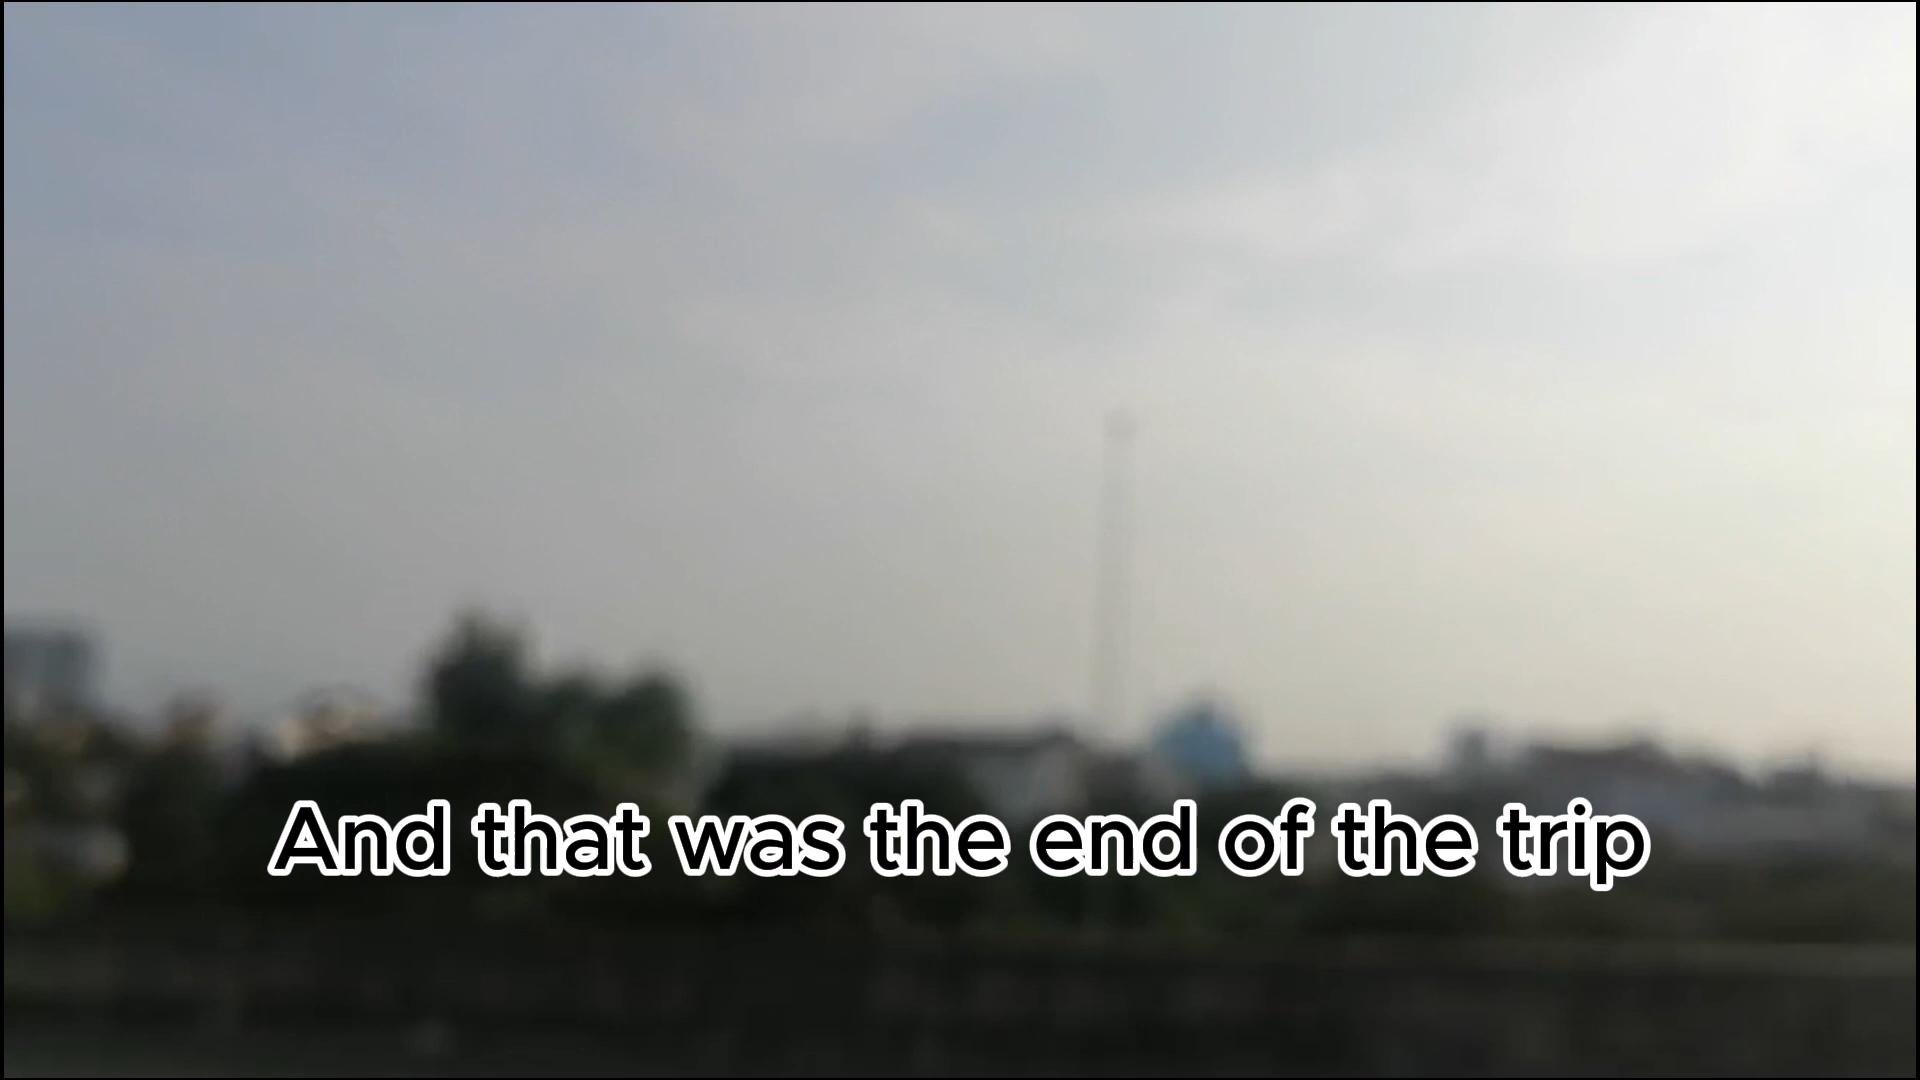 And that was the end of the trip